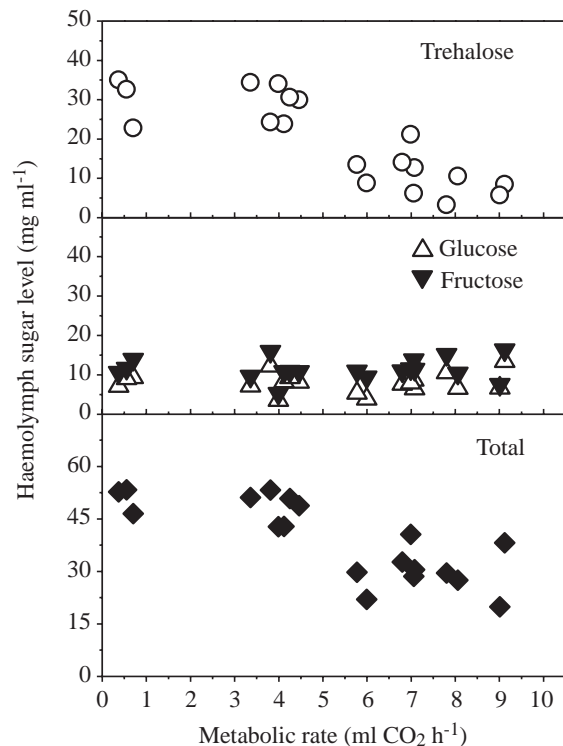 50
Trehalose
40
30
20
10
0
Haemolymph sugar level (mg ml-1)
Glucose
40
Fructose
30
20
10
0
Total
60
45
30
15
0
0 1 2 3 4 5 6 7 8 9 10
Metabolic rate (ml CO2 h-1)